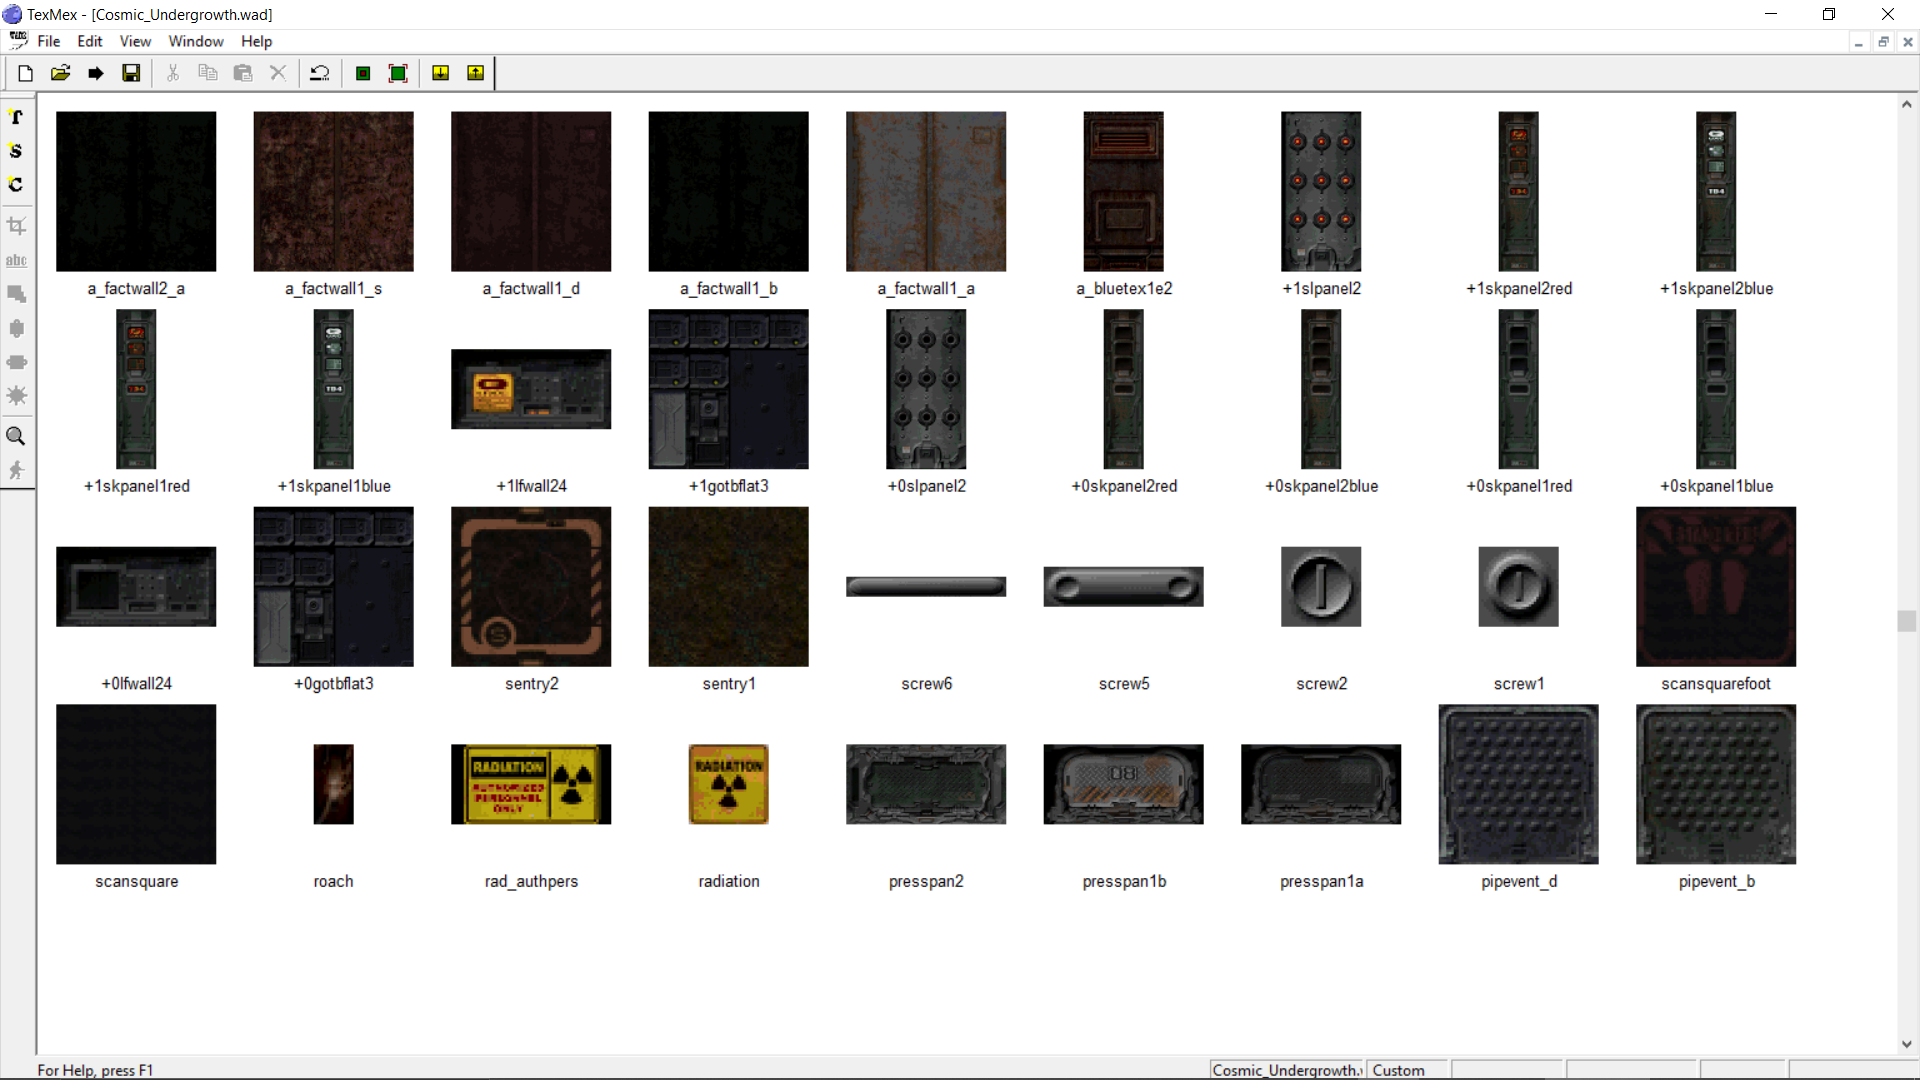 TexMex - [Cosmic_Undergrowth.wad]
File Edit View Window Help
T
S
C
abc
a_factwall2_a a_factwall1_s a_factwall1_d a_factwall1_b a_factwall1_a a_bluetex1e2 +1slpanel2 +1skpanel2red +1skpanel2blue
+1skpanel1red +1skpanel1blue +1lfwall24 +1gotbflat3 +0slpanel2 +0skpanel2red +0skpanel2blue +0skpanel1red +0skpanel1blue
S
+0lfwall24 +0gotbflat3 sentry2 sentry1 screw6 screw5 screw2 screw1 scansquarefoot
RADIATION
AUTHORIZED
PERSONNEL
ONLY
RADIATION
08
scansquare roach rad_authpers radiation presspan2 presspan1b presspan1a pipevent_d pipevent_b
For Help, press F1
Cosmic_Undergrowth.
Custom